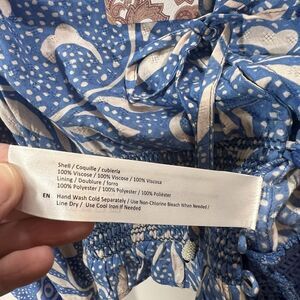 Shell / Coquille / cubierta
100% Viscose / 100% Viscose / 100% Viscose
Lining / Doublure / forro
100% Polyester / 100% Polyester / 100% Poliéster
EN Hand Wash Cold Separately / Use Non-Chlorine Bleach When Needed /
Line Dry / Use Cool Iron If Needed